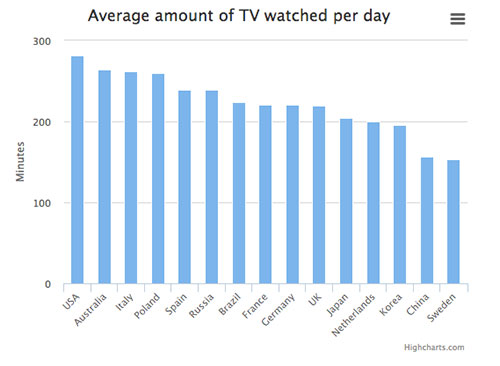 Average amount of TV watched per day
300
200
100
0
Minutes
USA
Australia
Italy
Poland
Spain
Russia
Brazil
France
Germany
UK
Japan
Netherlands
Korea
China
Sweden
Highcharts.com